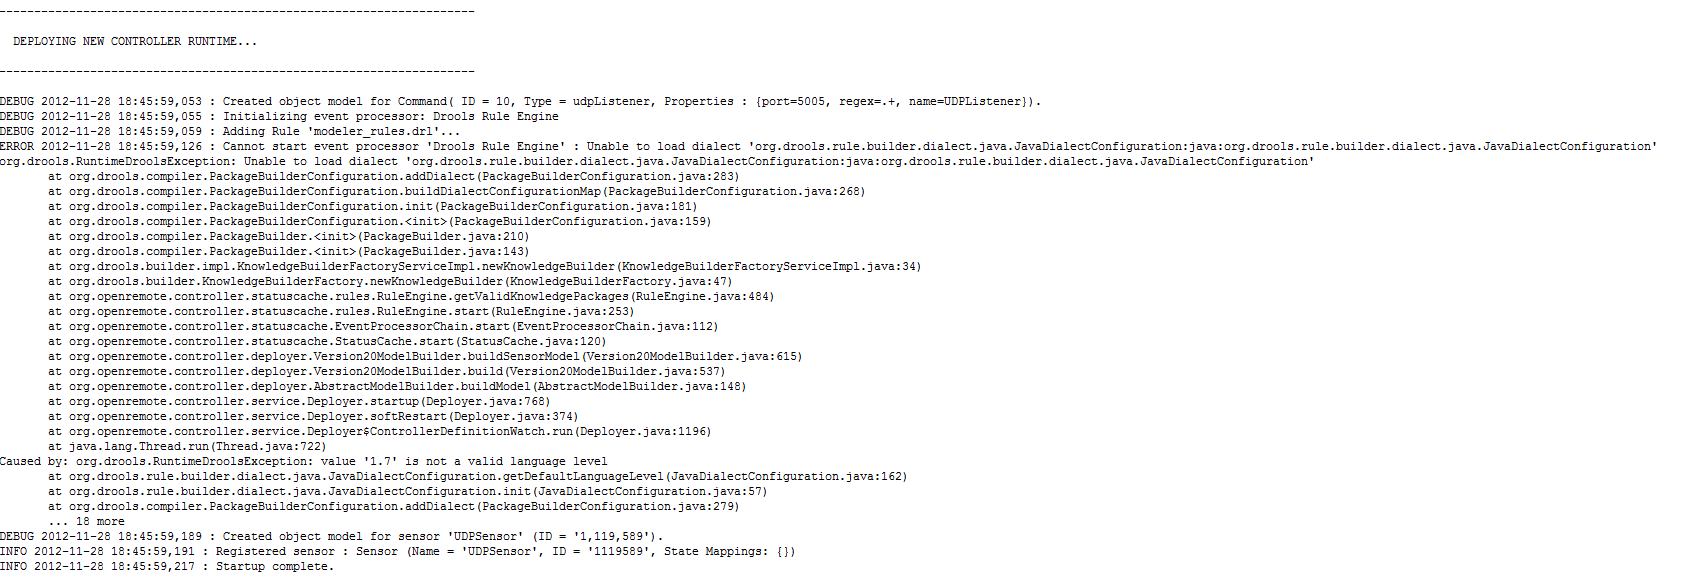 --------------------------------------------------------------------
DEPLOYING NEW CONTROLLER RUNTIME...
--------------------------------------------------------------------
DEBUG 2012-11-28 18:45:59,053 : Created object model for Command( ID = 10, Type = udpListener, Properties : {port=5005, regex=.+, name=UDPListener}).
DEBUG 2012-11-28 18:45:59,055 : Initializing event processor: Drools Rule Engine
DEBUG 2012-11-28 18:45:59,059 : Adding Rule 'modeler_rules.drl'...
ERROR 2012-11-28 18:45:59,126 : Cannot start event processor 'Drools Rule Engine' : Unable to load dialect 'org.drools.rule.builder.dialect.java.JavaDialectConfiguration:java:org.drools.rule.builder.dialect.java.JavaDialectConfiguration'
org.drools.RuntimeDroolsException: Unable to load dialect 'org.drools.rule.builder.dialect.java.JavaDialectConfiguration:java:org.drools.rule.builder.dialect.java.JavaDialectConfiguration'
at org.drools.compiler.PackageBuilderConfiguration.addDialect(PackageBuilderConfiguration.java:283)
at org.drools.compiler.PackageBuilderConfiguration.buildDialectConfigurationMap(PackageBuilderConfiguration.java:268)
at org.drools.compiler.PackageBuilderConfiguration.init(PackageBuilderConfiguration.java:181)
at org.drools.compiler.PackageBuilderConfiguration.<init>(PackageBuilderConfiguration.java:159)
at org.drools.compiler.PackageBuilder.<init>(PackageBuilder.java:210)
at org.drools.compiler.PackageBuilder.<init>(PackageBuilder.java:143)
at org.drools.builder.impl.KnowledgeBuilderFactoryServiceImpl.newKnowledgeBuilder(KnowledgeBuilderFactoryServiceImpl.java:34)
at org.drools.builder.KnowledgeBuilderFactory.newKnowledgeBuilder(KnowledgeBuilderFactory.java:47)
at org.openremote.controller.statuscache.rules.RuleEngine.getValidKnowledgePackages(RuleEngine.java:484)
at org.openremote.controller.statuscache.rules.RuleEngine.start(RuleEngine.java:253)
at org.openremote.controller.statuscache.EventProcessorChain.start(EventProcessorChain.java:112)
at org.openremote.controller.statuscache.StatusCache.start(StatusCache.java:120)
at org.openremote.controller.deployer.Version20ModelBuilder.buildSensorModel(Version20ModelBuilder.java:615)
at org.openremote.controller.deployer.Version20ModelBuilder.build(Version20ModelBuilder.java:537)
at org.openremote.controller.deployer.AbstractModelBuilder.buildModel(AbstractModelBuilder.java:148)
at org.openremote.controller.service.Deployer.startup(Deployer.java:768)
at org.openremote.controller.service.Deployer.softRestart(Deployer.java:374)
at org.openremote.controller.service.Deployer$ControllerDefinitionWatch.run(Deployer.java:1196)
at java.lang.Thread.run(Thread.java:722)
Caused by: org.drools.RuntimeDroolsException: value '1.7' is not a valid language level
at org.drools.rule.builder.dialect.java.JavaDialectConfiguration.getDefaultLanguageLevel(JavaDialectConfiguration.java:162)
at org.drools.rule.builder.dialect.java.JavaDialectConfiguration.init(JavaDialectConfiguration.java:57)
at org.drools.compiler.PackageBuilderConfiguration.addDialect(PackageBuilderConfiguration.java:279)
... 18 more
DEBUG 2012-11-28 18:45:59,189 : Created object model for sensor 'UDPSensor' (ID = '1,119,589').
INFO 2012-11-28 18:45:59,191 : Registered sensor : Sensor (Name = 'UDPSensor', ID = '1119589', State Mappings: {})
INFO 2012-11-28 18:45:59,217 : Startup complete.